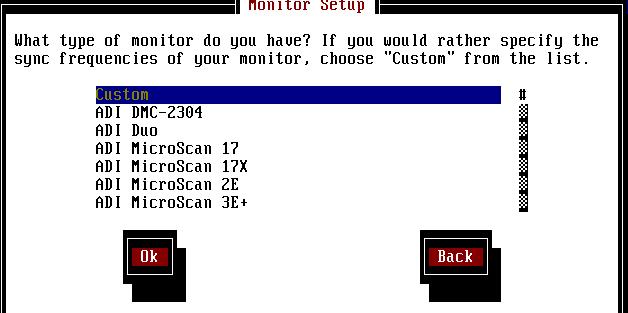 Monitor Setup
What type of monitor do you have? If you would rather specify the
sync frequencies of your monitor, choose "Custom" from the list.
Custom #
ADI DMC-2304
ADI Duo
ADI MicroScan 17
ADI MicroScan 17X
ADI MicroScan 2E
ADI MicroScan 3E+
Ok Back